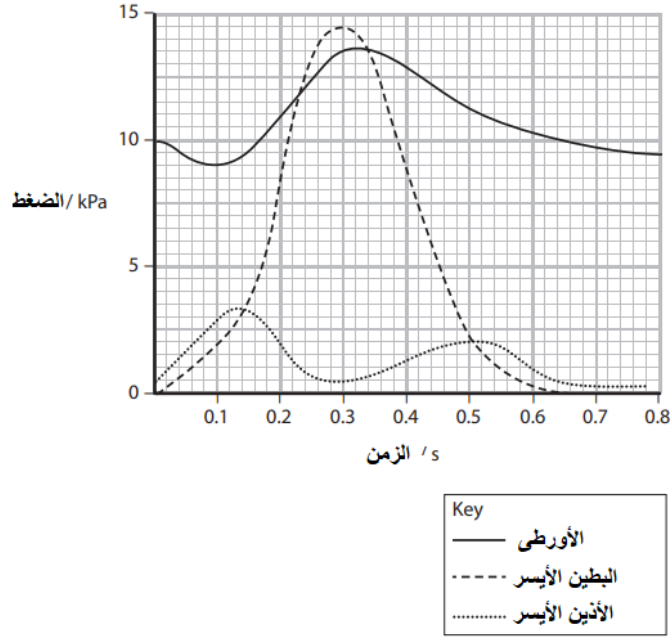 15
10
الضغط/ kPa
5
0
0.1 0.2 0.3 0.4 0.5 0.6 0.7 0.8
الزمن / s
Key
الأورطى
البطين الأيسر
الأذين الأيسر